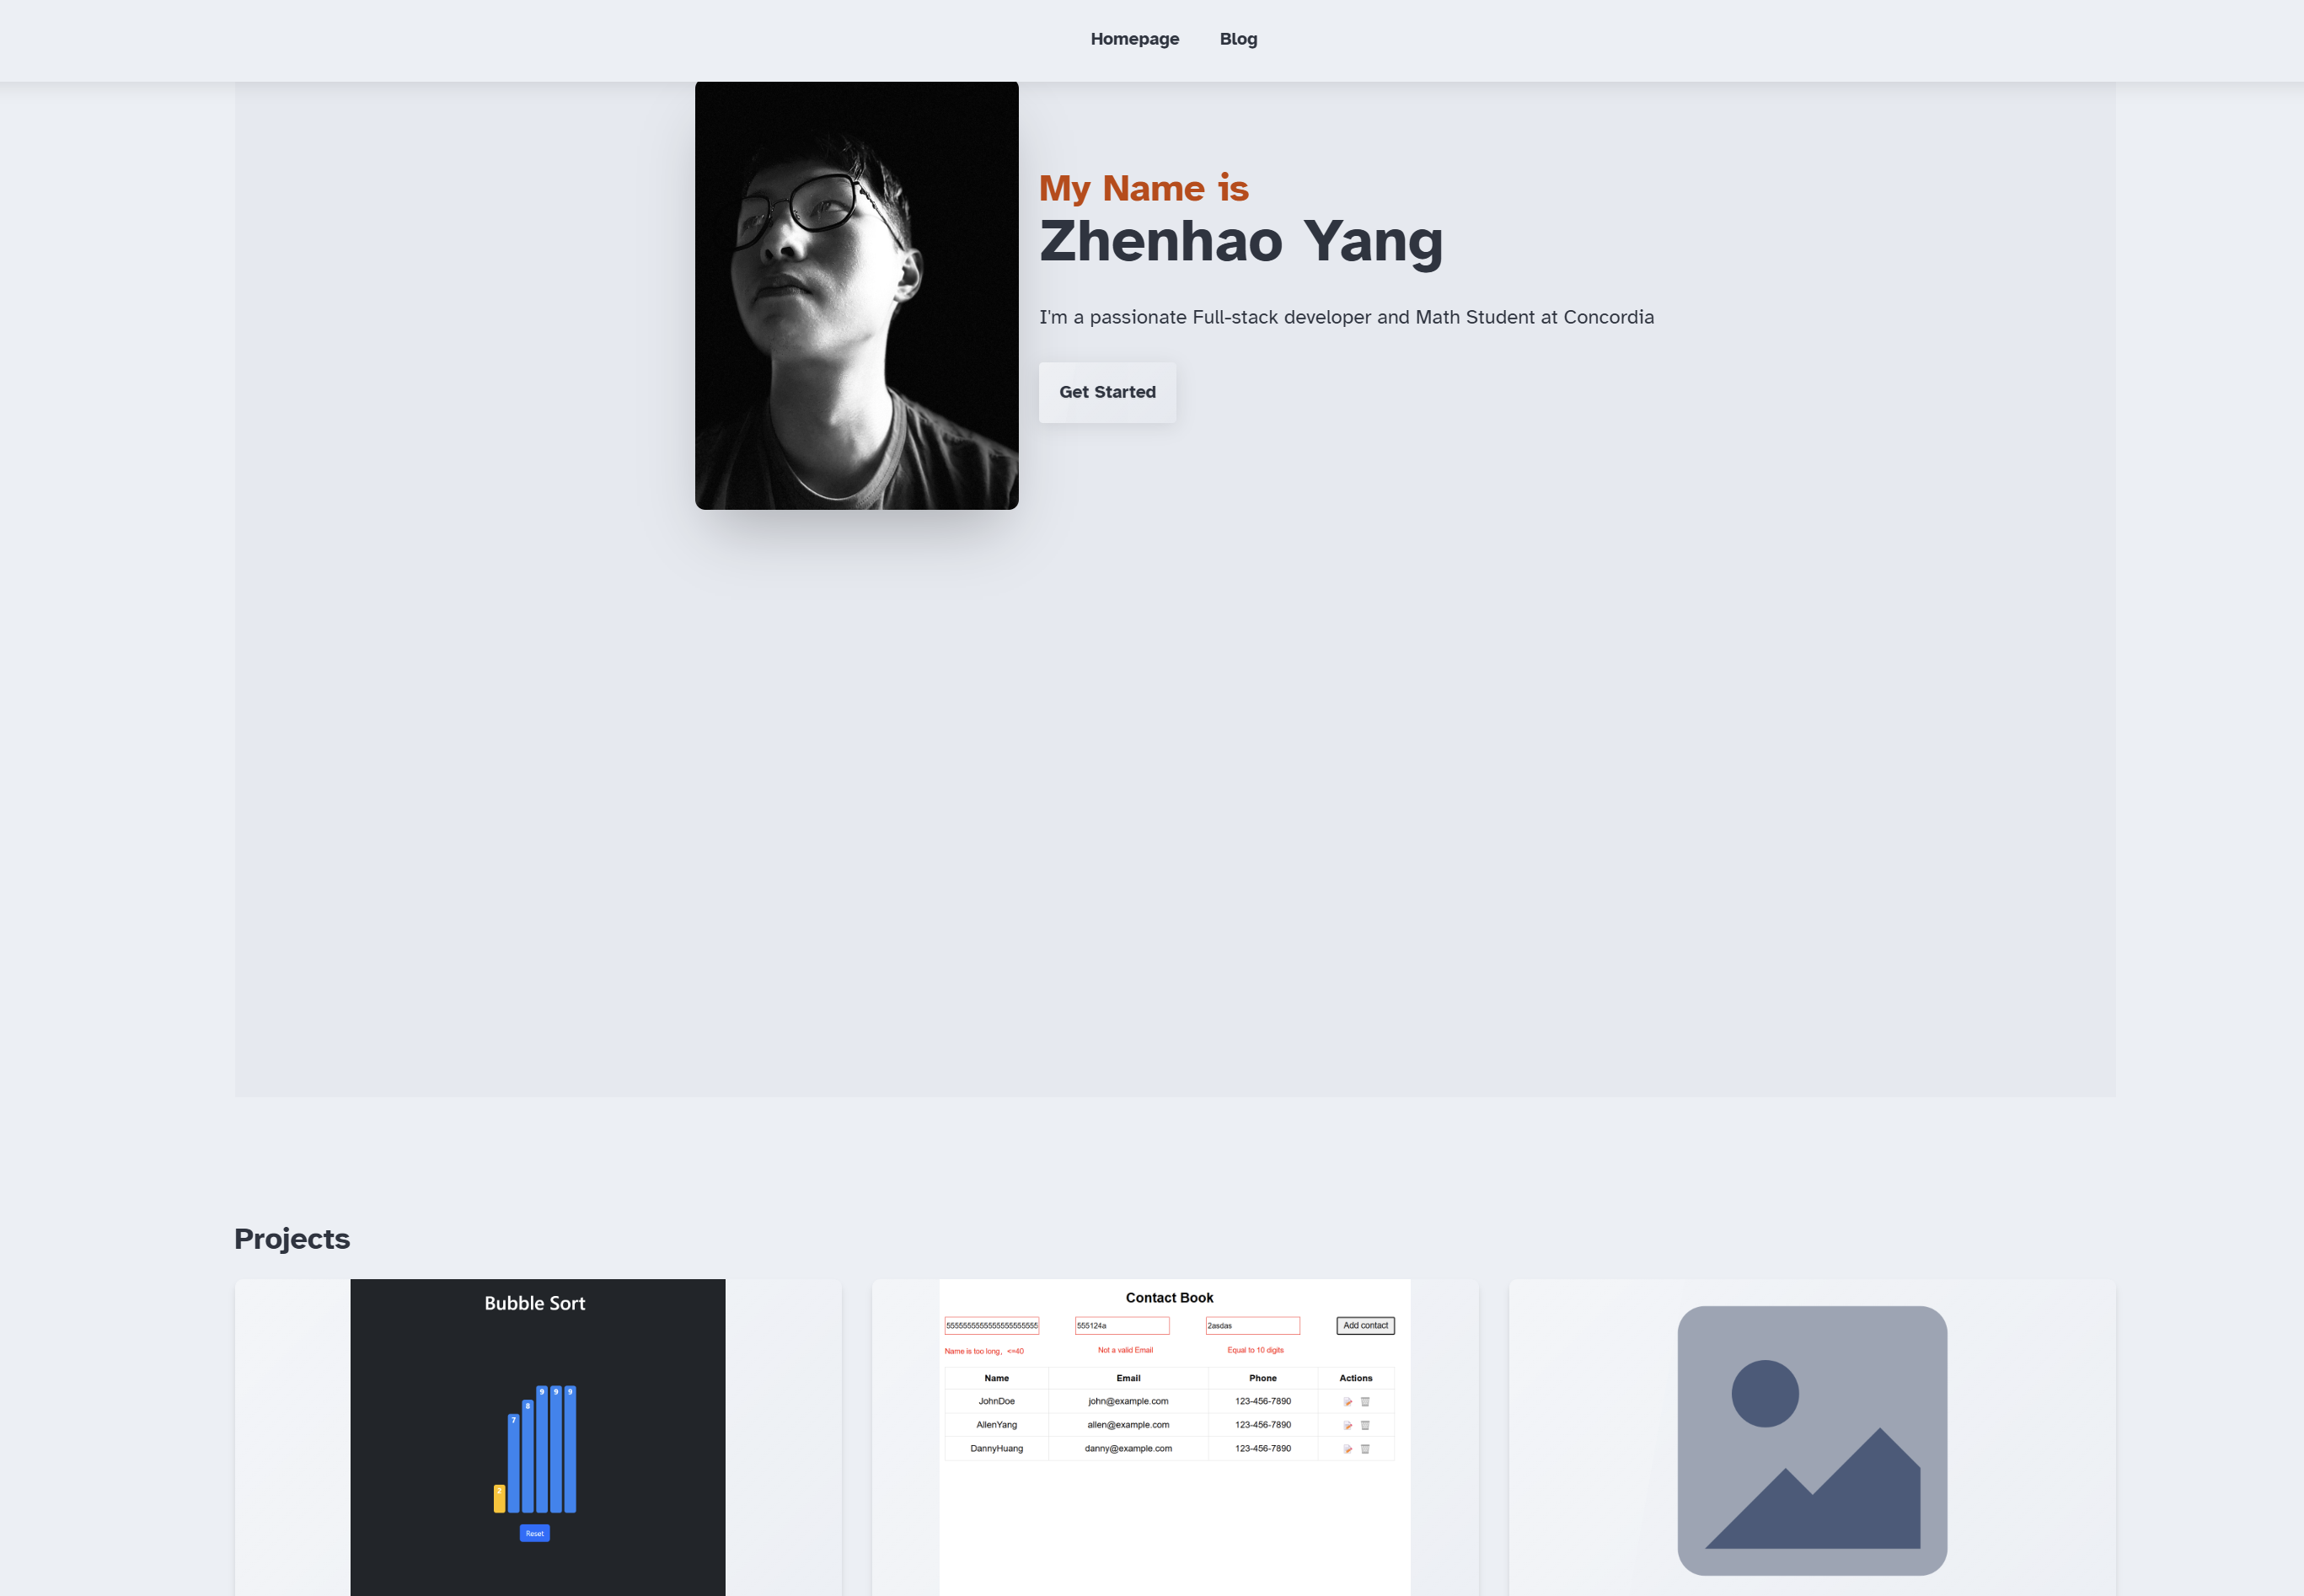 Homepage Blog
My Name is
Zhenhao Yang
I'm a passionate Full-stack developer and Math Student at Concordia
Get Started
Projects
Bubble Sort
2 7 8 9 9 9
Reset
Contact Book
555124a 2asdas Add contact
Name is too long, <=40 Not a valid Email Equal to 10 digits
Name Email Phone Actions
JohnDoe john@example.com 123-456-7890
AllenYang allen@example.com 123-456-7890
DannyHuang danny@example.com 123-456-7890